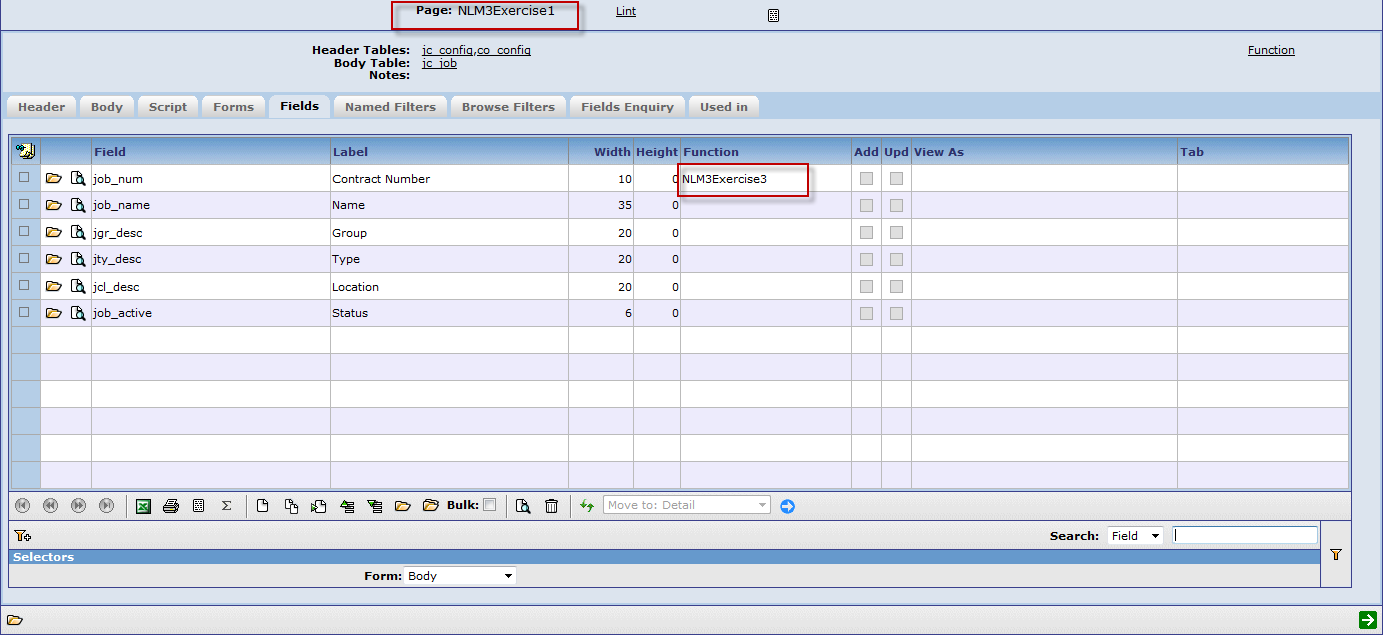 Page: NLM3Exercise1 Lint
Header Tables: jc_config,co_config Function
Body Table: jc_job
Notes:
Header Body Script Forms Fields Named Filters Browse Filters Fields Enquiry Used in
Field Label Width Height Function Add Upd View As Tab
job_num Contract Number 10 0 NLM3Exercise3
job_name Name 35 0
jgr_desc Group 20 0
jty_desc Type 20 0
jcl_desc Location 20 0
job_active Status 6 0
Bulk: Move to: Detail
Search: Field
Selectors
Form: Body